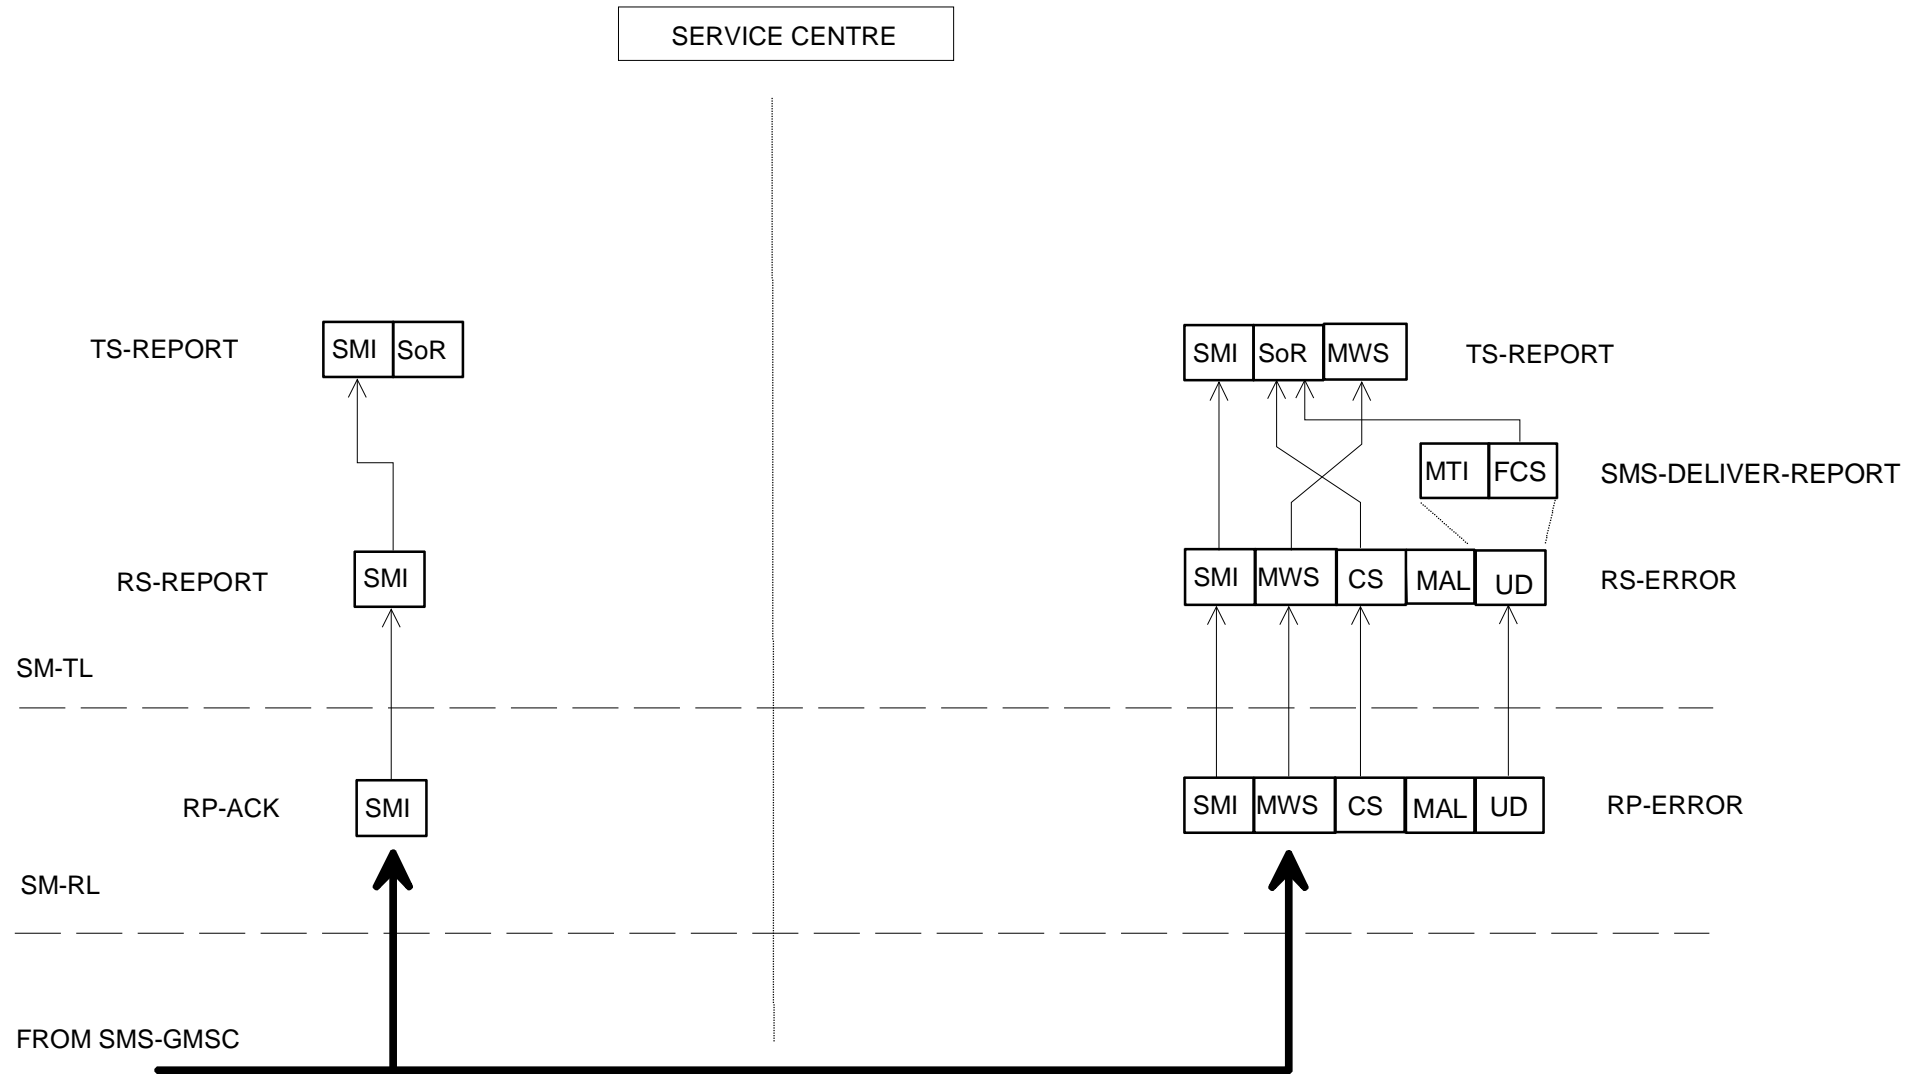 SERVICE CENTRE
TS-REPORT SMI SoR SMI SoR MWS TS-REPORT
MTI FCS SMS-DELIVER-REPORT
RS-REPORT SMI SMI MWS CS MAL UD RS-ERROR
SM-TL
RP-ACK SMI SMI MWS CS MAL UD RP-ERROR
SM-RL
FROM SMS-GMSC